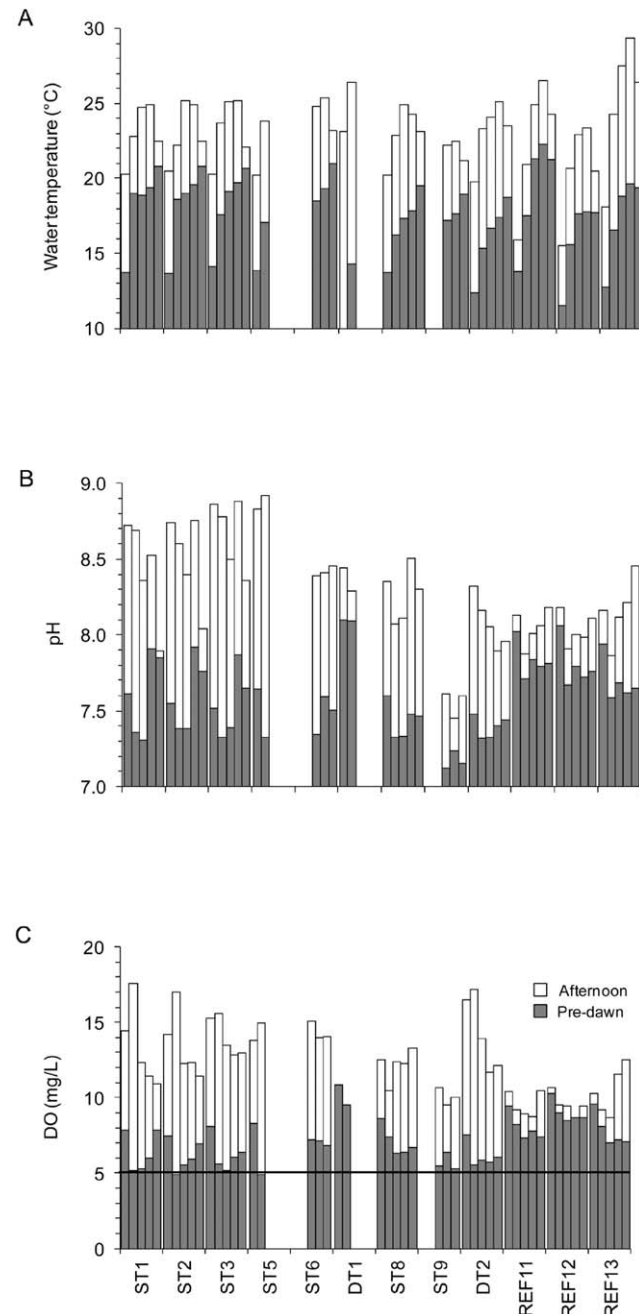 A
Water temperature (°C)
30
25
20
15
10
B
pH
9.0
8.5
8.0
7.5
7.0
C
DO (mg/L)
20
15
10
5
0
Afternoon
Pre-dawn
ST1
ST2
ST3
ST5
ST6
DT1
ST8
ST9
DT2
REF11
REF12
REF13